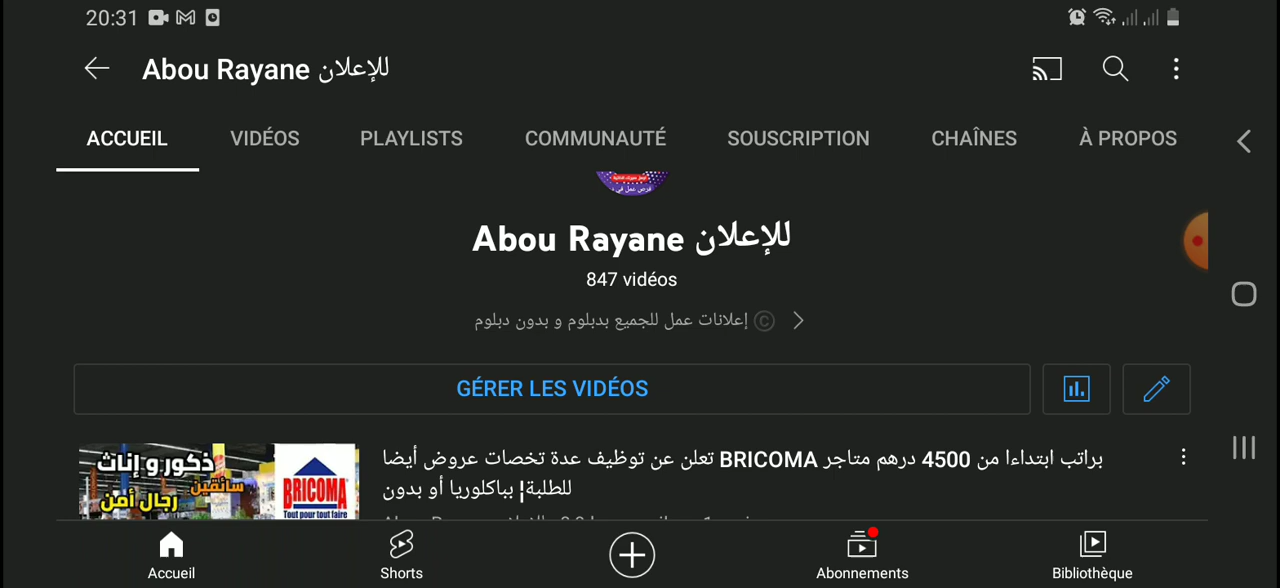 20:31
Abou Rayane للإعلان
ACCUEIL VIDÉOS PLAYLISTS COMMUNAUTÉ SOUSCRIPTION CHAÎNES À PROPOS
فرص عمل في
Abou Rayane للإعلان
847 vidéos
© إعلانات عمل للجميع بدبلوم و بدون دبلوم
GÉRER LES VIDÉOS
ذكور و إناث
سائقين
رجال أمن
BRICOMA
Tout pour tout faire
براتب ابتداءا من 4500 درهم متاجر BRICOMA تعلن عن توظيف عدة تخصات عروض أيضا
للطلبة| بباكلوريا أو بدون
Accueil Shorts Abonnements Bibliothèque